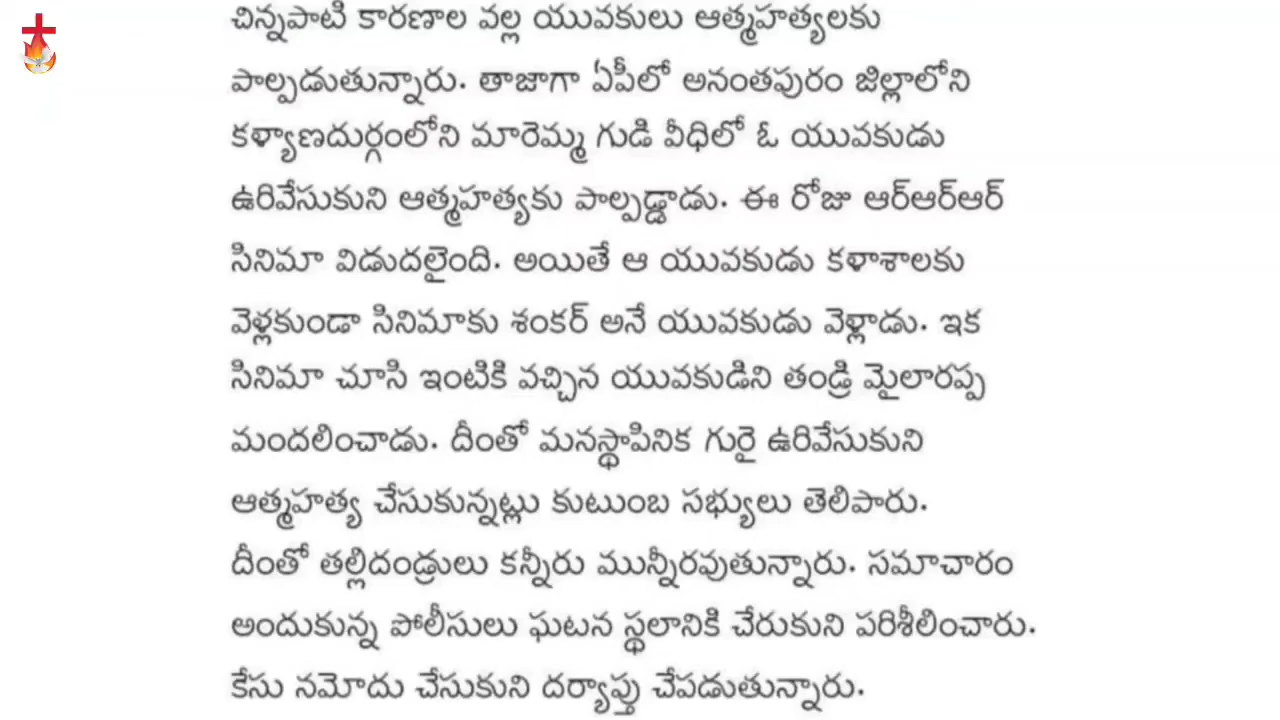 చిన్నపాటి కారణాల వల్ల యువకులు ఆత్మహత్యలకు
పాల్పడుతున్నారు. తాజాగా ఏపీలో అనంతపురం జిల్లాలోని
కళ్యాణదుర్గంలోని మారెమ్మ గుడి వీధిలో ఓ యువకుడు
ఉరివేసుకుని ఆత్మహత్యకు పాల్పడ్డాడు. ఈ రోజు ఆర్ఆర్ఆర్
సినిమా విడుదలైంది. అయితే ఆ యువకుడు కళాశాలకు
వెళ్లకుండా సినిమాకు శంకర్ అనే యువకుడు వెళ్లాడు. ఇక
సినిమా చూసి ఇంటికి వచ్చిన యువకుడిని తండ్రి మైలారప్ప
మందలించాడు. దీంతో మనస్థాపినిక గురై ఉరివేసుకుని
ఆత్మహత్య చేసుకున్నట్లు కుటుంబ సభ్యులు తెలిపారు.
దీంతో తల్లిదండ్రులు కన్నీరు మున్నీరవుతున్నారు. సమాచారం
అందుకున్న పోలీసులు ఘటన స్థలానికి చేరుకుని పరిశీలించారు.
కేసు నమోదు చేసుకుని దర్యాప్తు చేపడుతున్నారు.